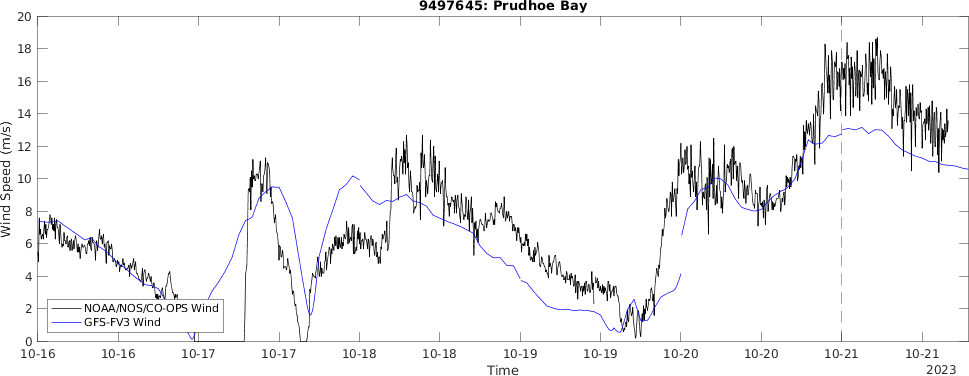 9497645: Prudhoe Bay
Wind Speed (m/s)
20
18
16
14
12
10
8
6
4
2
0
NOAA/NOS/CO-OPS Wind
GFS-FV3 Wind
10-16 10-16 10-17 10-17 10-18 10-18 10-19 10-19 10-20 10-20 10-21 10-21
Time
2023